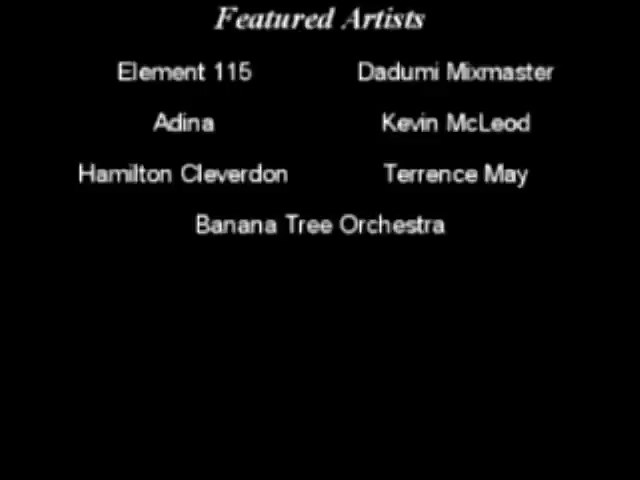 Featured Artists
Element 115 Dadumi Mixmaster
Adina Kevin McLeod
Hamilton Cleverdon Terrence May
Banana Tree Orchestra